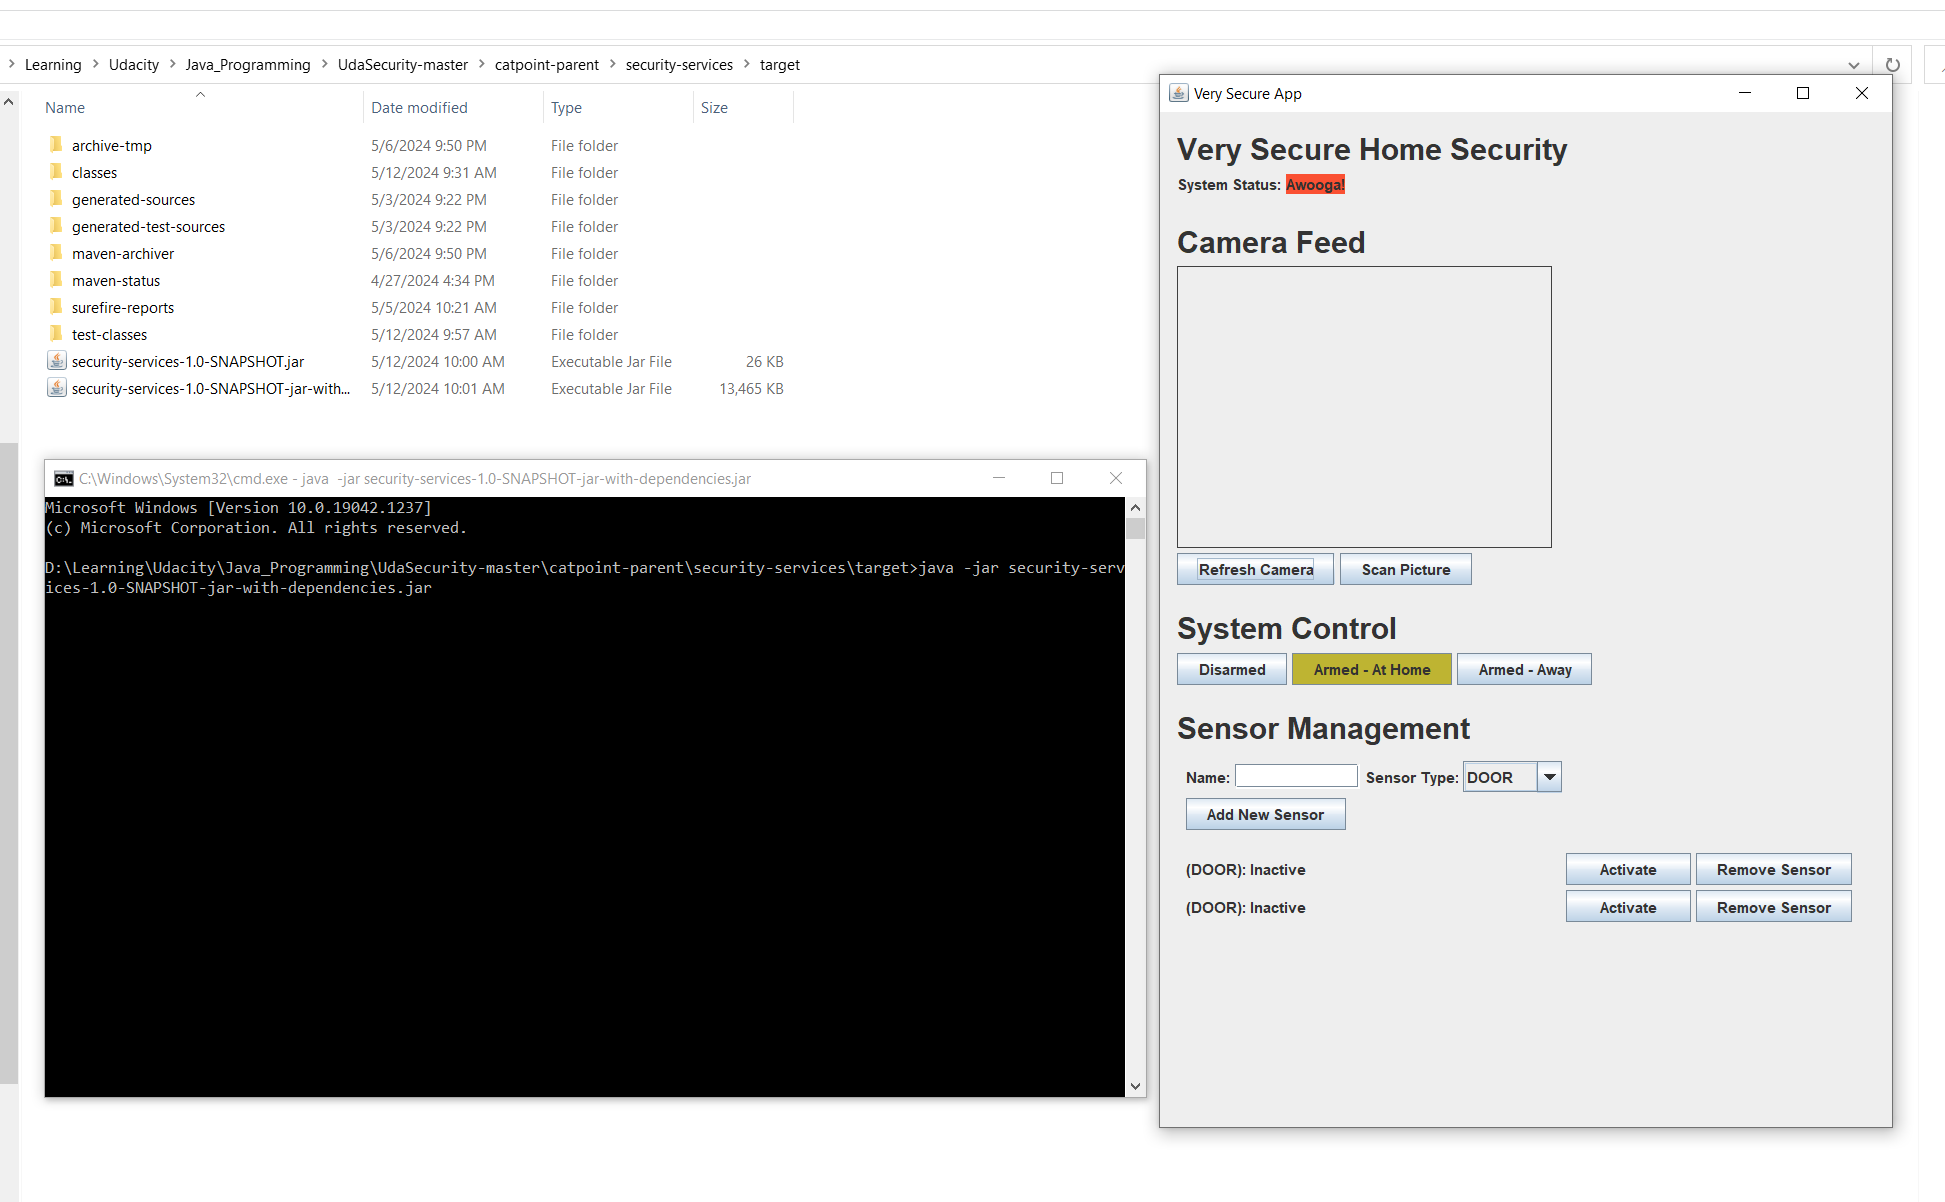 Learning > Udacity > Java_Programming > UdaSecurity-master > catpoint-parent > security-services > target
Name Date modified Type Size
archive-tmp 5/6/2024 9:50 PM File folder
classes 5/12/2024 9:31 AM File folder
generated-sources 5/3/2024 9:22 PM File folder
generated-test-sources 5/3/2024 9:22 PM File folder
maven-archiver 5/6/2024 9:50 PM File folder
maven-status 4/27/2024 4:34 PM File folder
surefire-reports 5/5/2024 10:21 AM File folder
test-classes 5/12/2024 9:57 AM File folder
security-services-1.0-SNAPSHOT.jar 5/12/2024 10:00 AM Executable Jar File 26 KB
security-services-1.0-SNAPSHOT-jar-with... 5/12/2024 10:01 AM Executable Jar File 13,465 KB
C:\Windows\System32\cmd.exe - java  -jar security-services-1.0-SNAPSHOT-jar-with-dependencies.jar
Microsoft Windows [Version 10.0.19042.1237]
(c) Microsoft Corporation. All rights reserved.
D:\Learning\Udacity\Java_Programming\UdaSecurity-master\catpoint-parent\security-services\target>java -jar security-serv
ices-1.0-SNAPSHOT-jar-with-dependencies.jar
Very Secure App
Very Secure Home Security
System Status: Awooga!
Camera Feed
Refresh Camera Scan Picture
System Control
Disarmed Armed - At Home Armed - Away
Sensor Management
Name: Sensor Type: DOOR
Add New Sensor
(DOOR): Inactive Activate Remove Sensor
(DOOR): Inactive Activate Remove Sensor